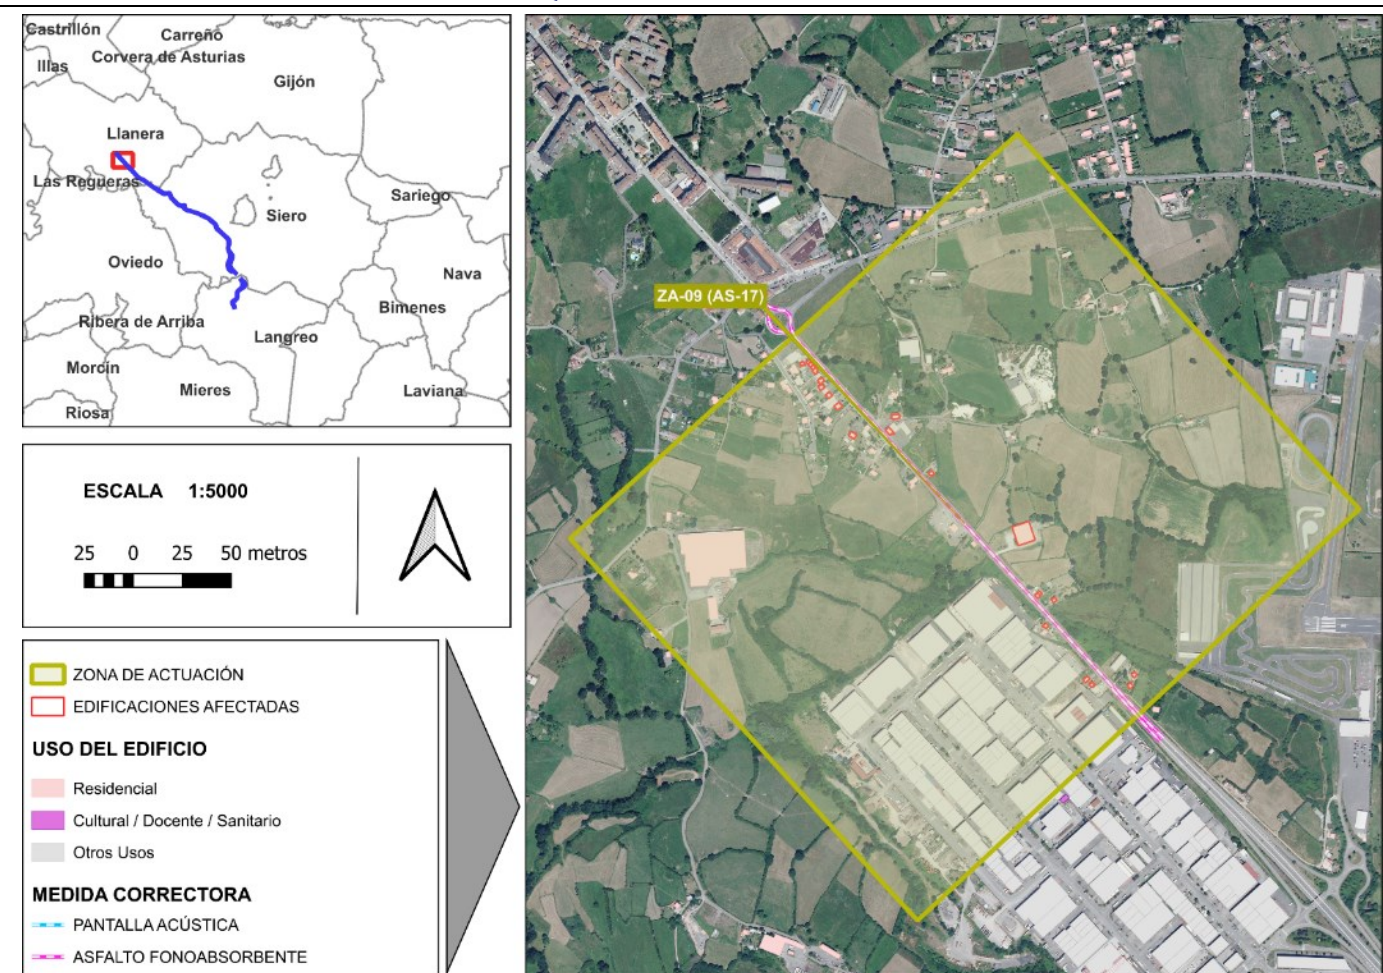 Castrillón
Carreño
Corvera de Asturias
Illas
Gijón
Llanera
Las Regueras
Sariego
Siero
Oviedo
Nava
Bimenes
Ribera de Arriba
Langreo
Morcín
Mieres
Laviana
Riosa
ESCALA 1:5000
25 0 25 50 metros
ZONA DE ACTUACIÓN
EDIFICACIONES AFECTADAS
USO DEL EDIFICIO
Residencial
Cultural / Docente / Sanitario
Otros Usos
MEDIDA CORRECTORA
PANTALLA ACÚSTICA
ASFALTO FONOABSORBENTE
ZA-09 (AS-17)